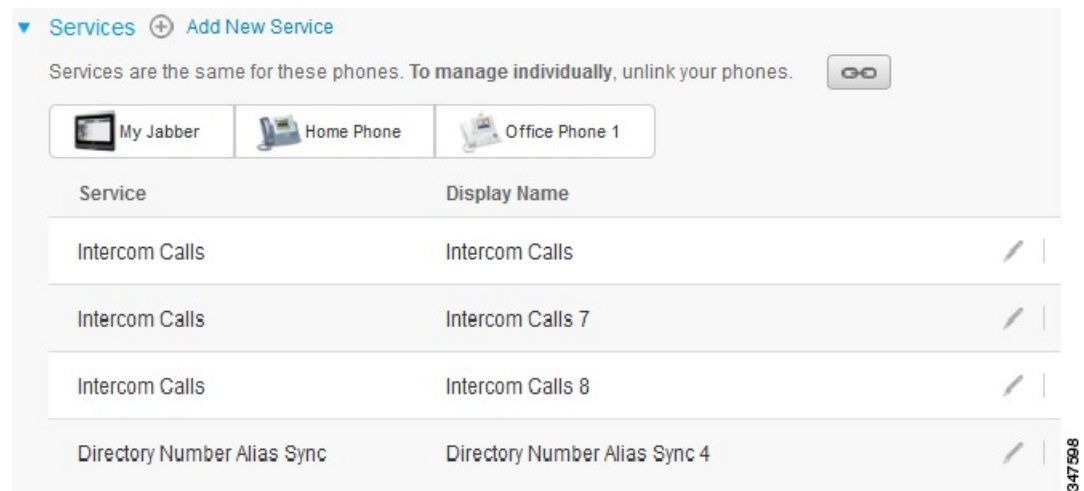 Services Add New Service
Services are the same for these phones. To manage individually, unlink your phones.
My Jabber Home Phone Office Phone 1
Service Display Name
Intercom Calls Intercom Calls
Intercom Calls Intercom Calls 7
Intercom Calls Intercom Calls 8
Directory Number Alias Sync Directory Number Alias Sync 4
347598